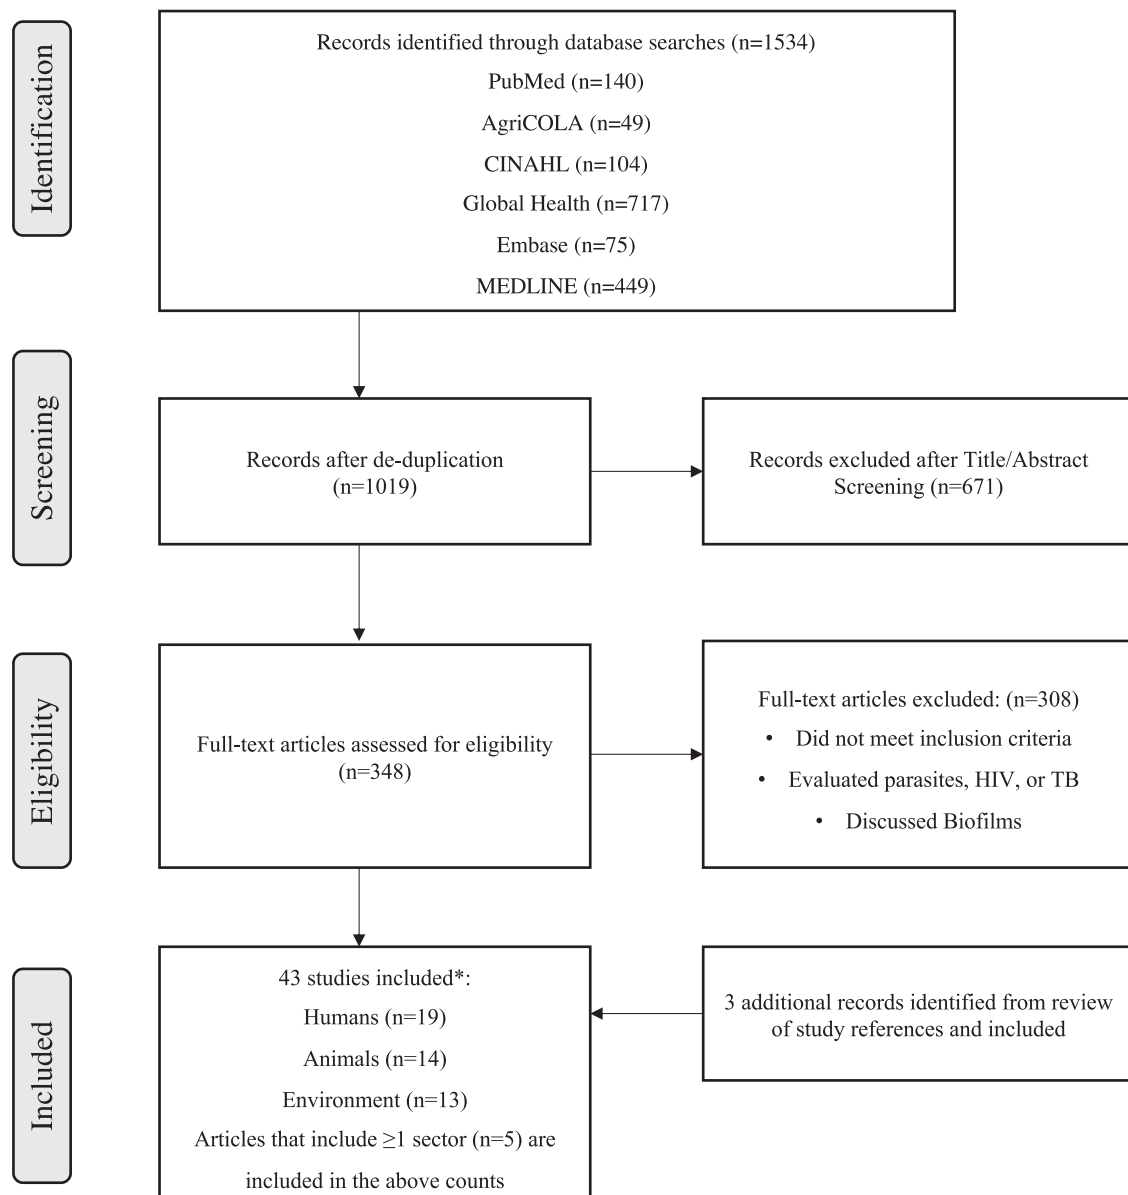 Identification
Records identified through database searches (n=1534)
PubMed (n=140)
AgriCOLA (n=49)
CINAHL (n=104)
Global Health (n=717)
Embase (n=75)
MEDLINE (n=449)
Screening
Records after de-duplication
(n=1019)
Records excluded after Title/Abstract
Screening (n=671)
Eligibility
Full-text articles assessed for eligibility
(n=348)
Full-text articles excluded: (n=308)
• Did not meet inclusion criteria
• Evaluated parasites, HIV, or TB
• Discussed Biofilms
Included
43 studies included*:
Humans (n=19)
Animals (n=14)
Environment (n=13)
Articles that include ≥1 sector (n=5) are
included in the above counts
3 additional records identified from review
of study references and included